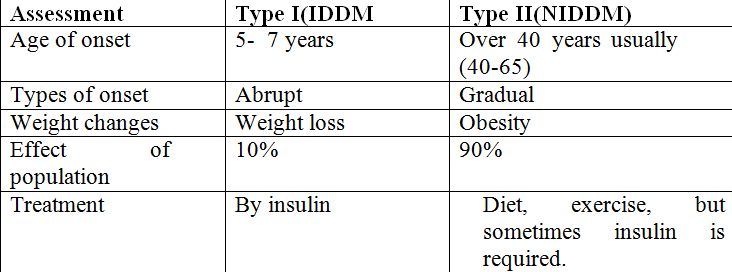 Assessment Type I(IDDM Type II(NIDDM)
Age of onset 5- 7 years Over 40 years usually
(40-65)
Types of onset Abrupt Gradual
Weight changes Weight loss Obesity
Effect of 10% 90%
population
Treatment By insulin Diet, exercise, but
sometimes insulin is
required.